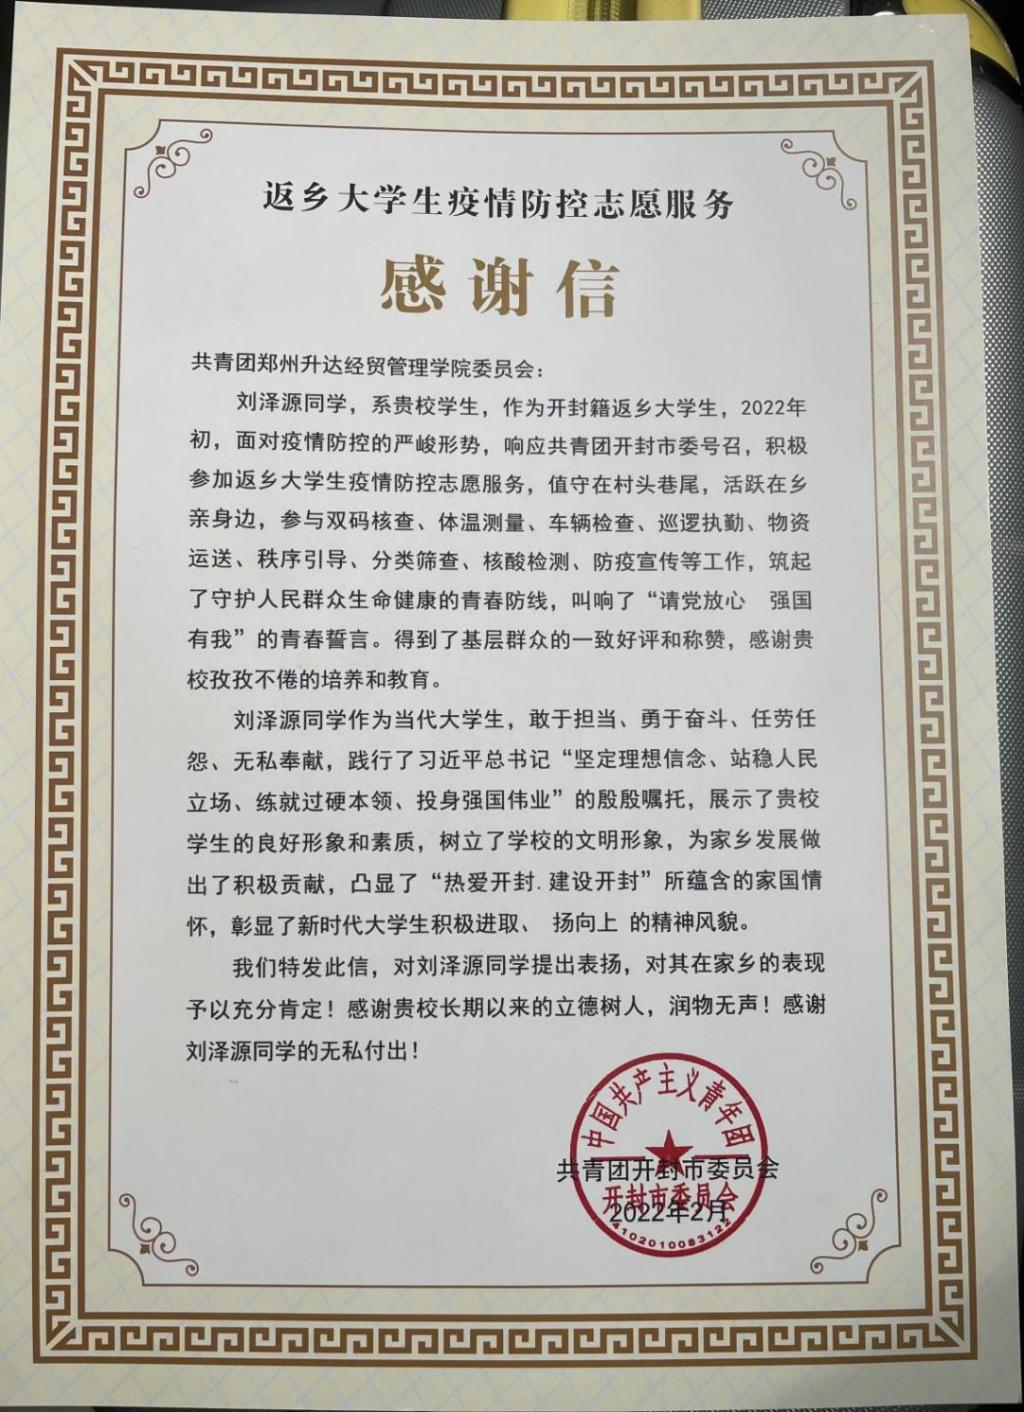 返乡大学生疫情防控志愿服务
感谢信
共青团郑州升达经贸管理学院委员会：
刘泽源同学，系贵校学生，作为开封籍返乡大学生，2022年
初，面对疫情防控的严峻形势，响应共青团开封市委号召，积极
参加返乡大学生疫情防控志愿服务，值守在村头巷尾，活跃在乡
亲身边，参与双码核查、体温测量、车辆检查、巡逻执勤、物资
运送、秩序引导、分类筛查、核酸检测、防疫宣传等工作，筑起
了守护人民群众生命健康的青春防线，叫响了“请党放心　强国
有我”的青春誓言。得到了基层群众的一致好评和称赞，感谢贵
校孜孜不倦的培养和教育。
刘泽源同学作为当代大学生，敢于担当、勇于奋斗、任劳任
怨、无私奉献，践行了习近平总书记“坚定理想信念、站稳人民
立场、练就过硬本领、投身强国伟业”的殷殷嘱托，展示了贵校
学生的良好形象和素质，树立了学校的文明形象，为家乡发展做
出了积极贡献，凸显了“热爱开封.建设开封”所蕴含的家国情
怀，彰显了新时代大学生积极进取、 扬向上 的精神风貌。
我们特发此信，对刘泽源同学提出表扬，对其在家乡的表现
予以充分肯定！感谢贵校长期以来的立德树人，润物无声！感谢
刘泽源同学的无私付出！
中国共产主义青年团
共青团开封市委员会
开封市委员会
2022年2月
4102010083122